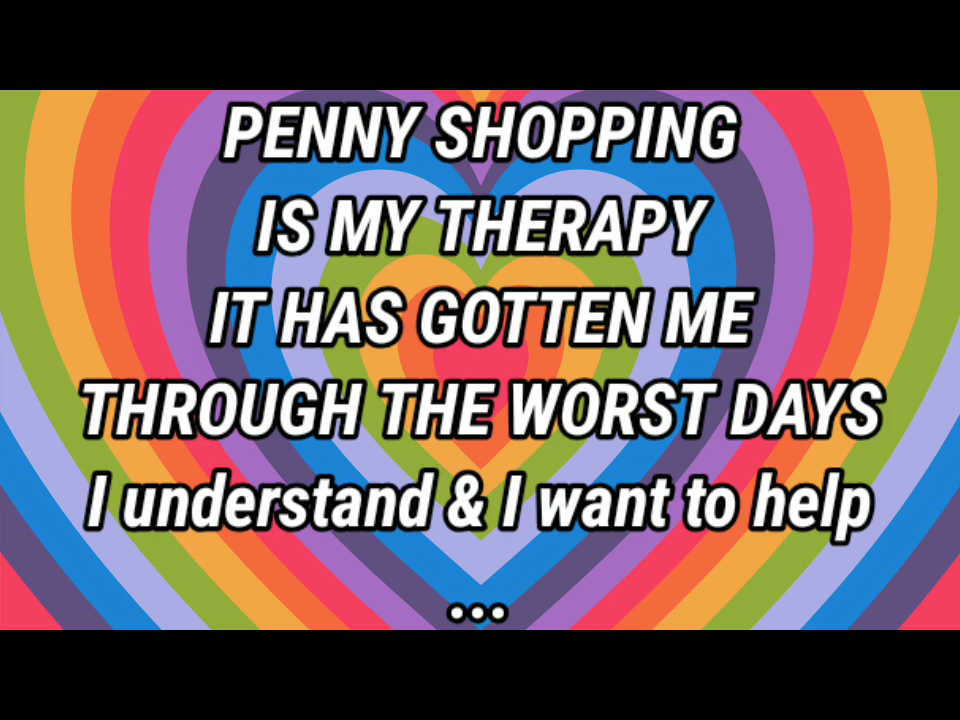 PENNY SHOPPING
IS MY THERAPY
IT HAS GOTTEN ME
THROUGH THE WORST DAYS
I understand & I want to help
...